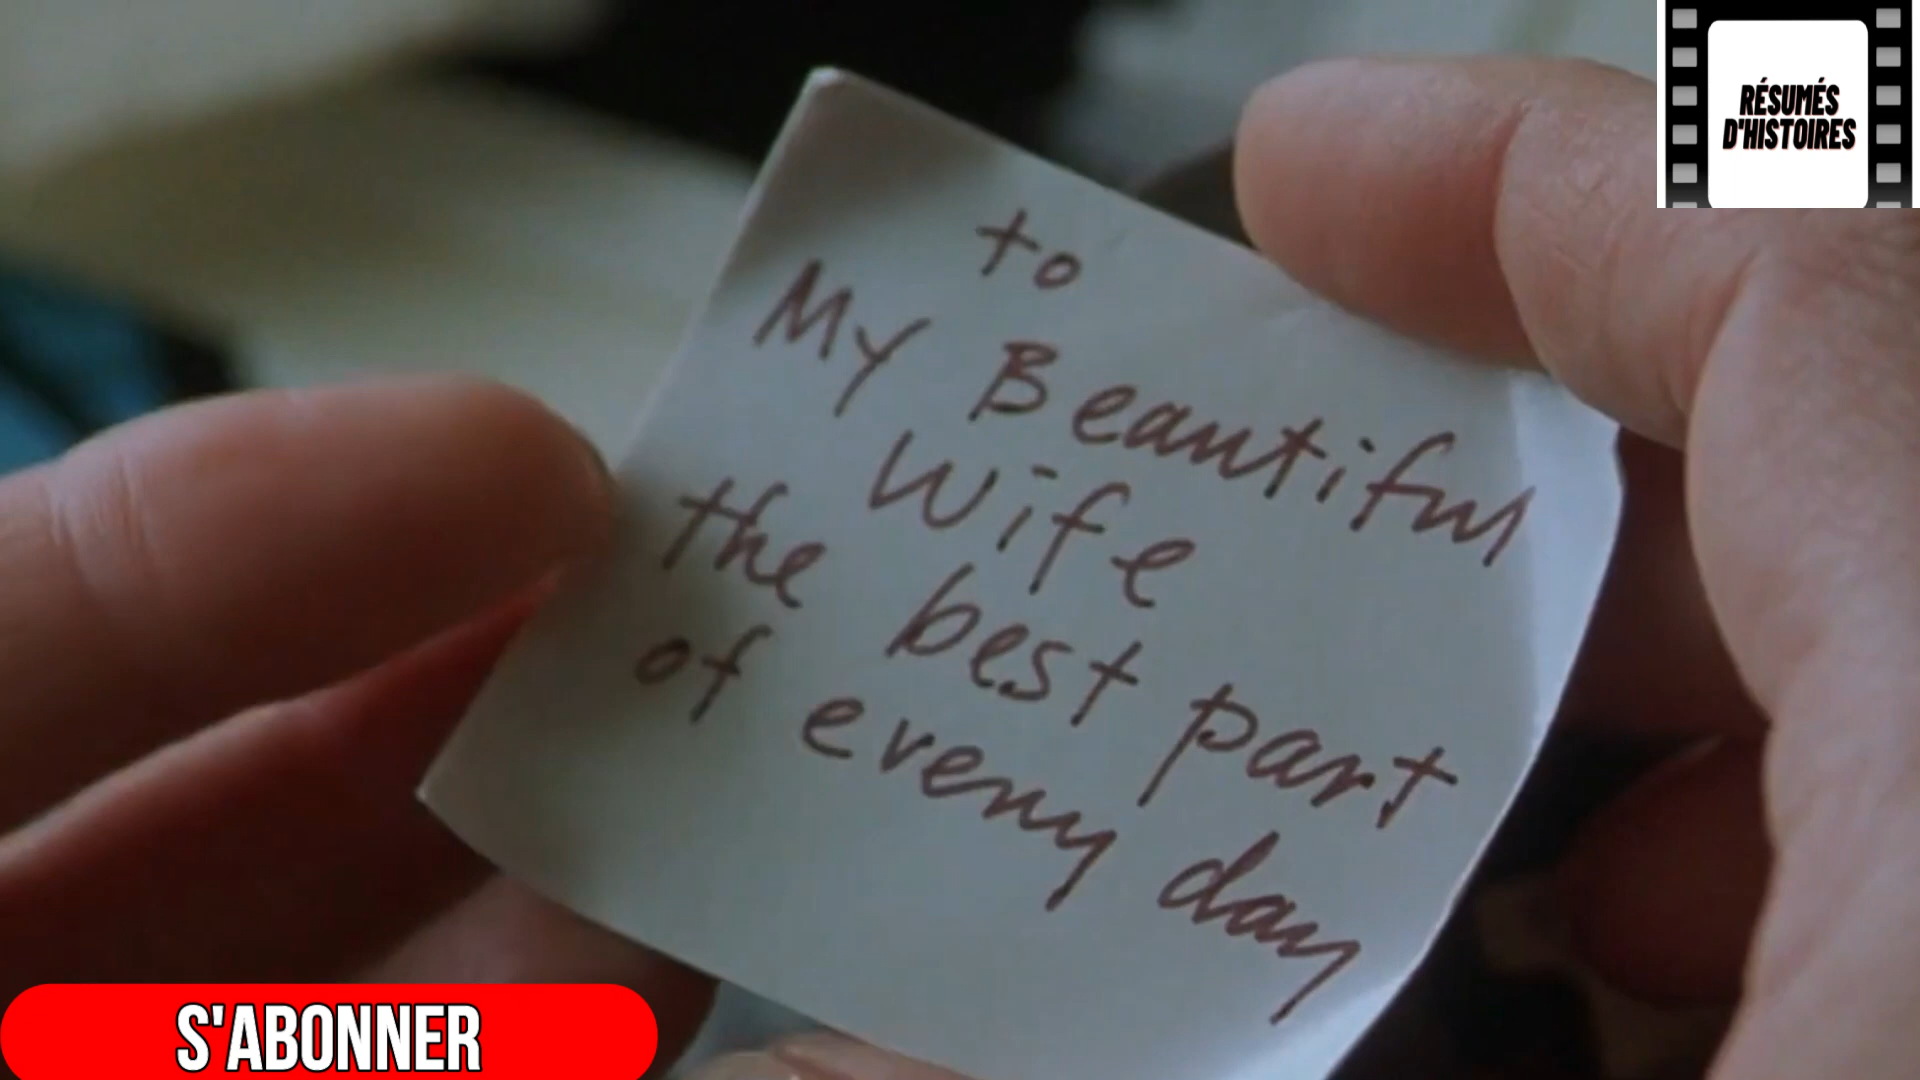 RÉSUMÉS
D'HISTOIRES
to
My Beautiful
Wife
the best part
of every day
S'ABONNER